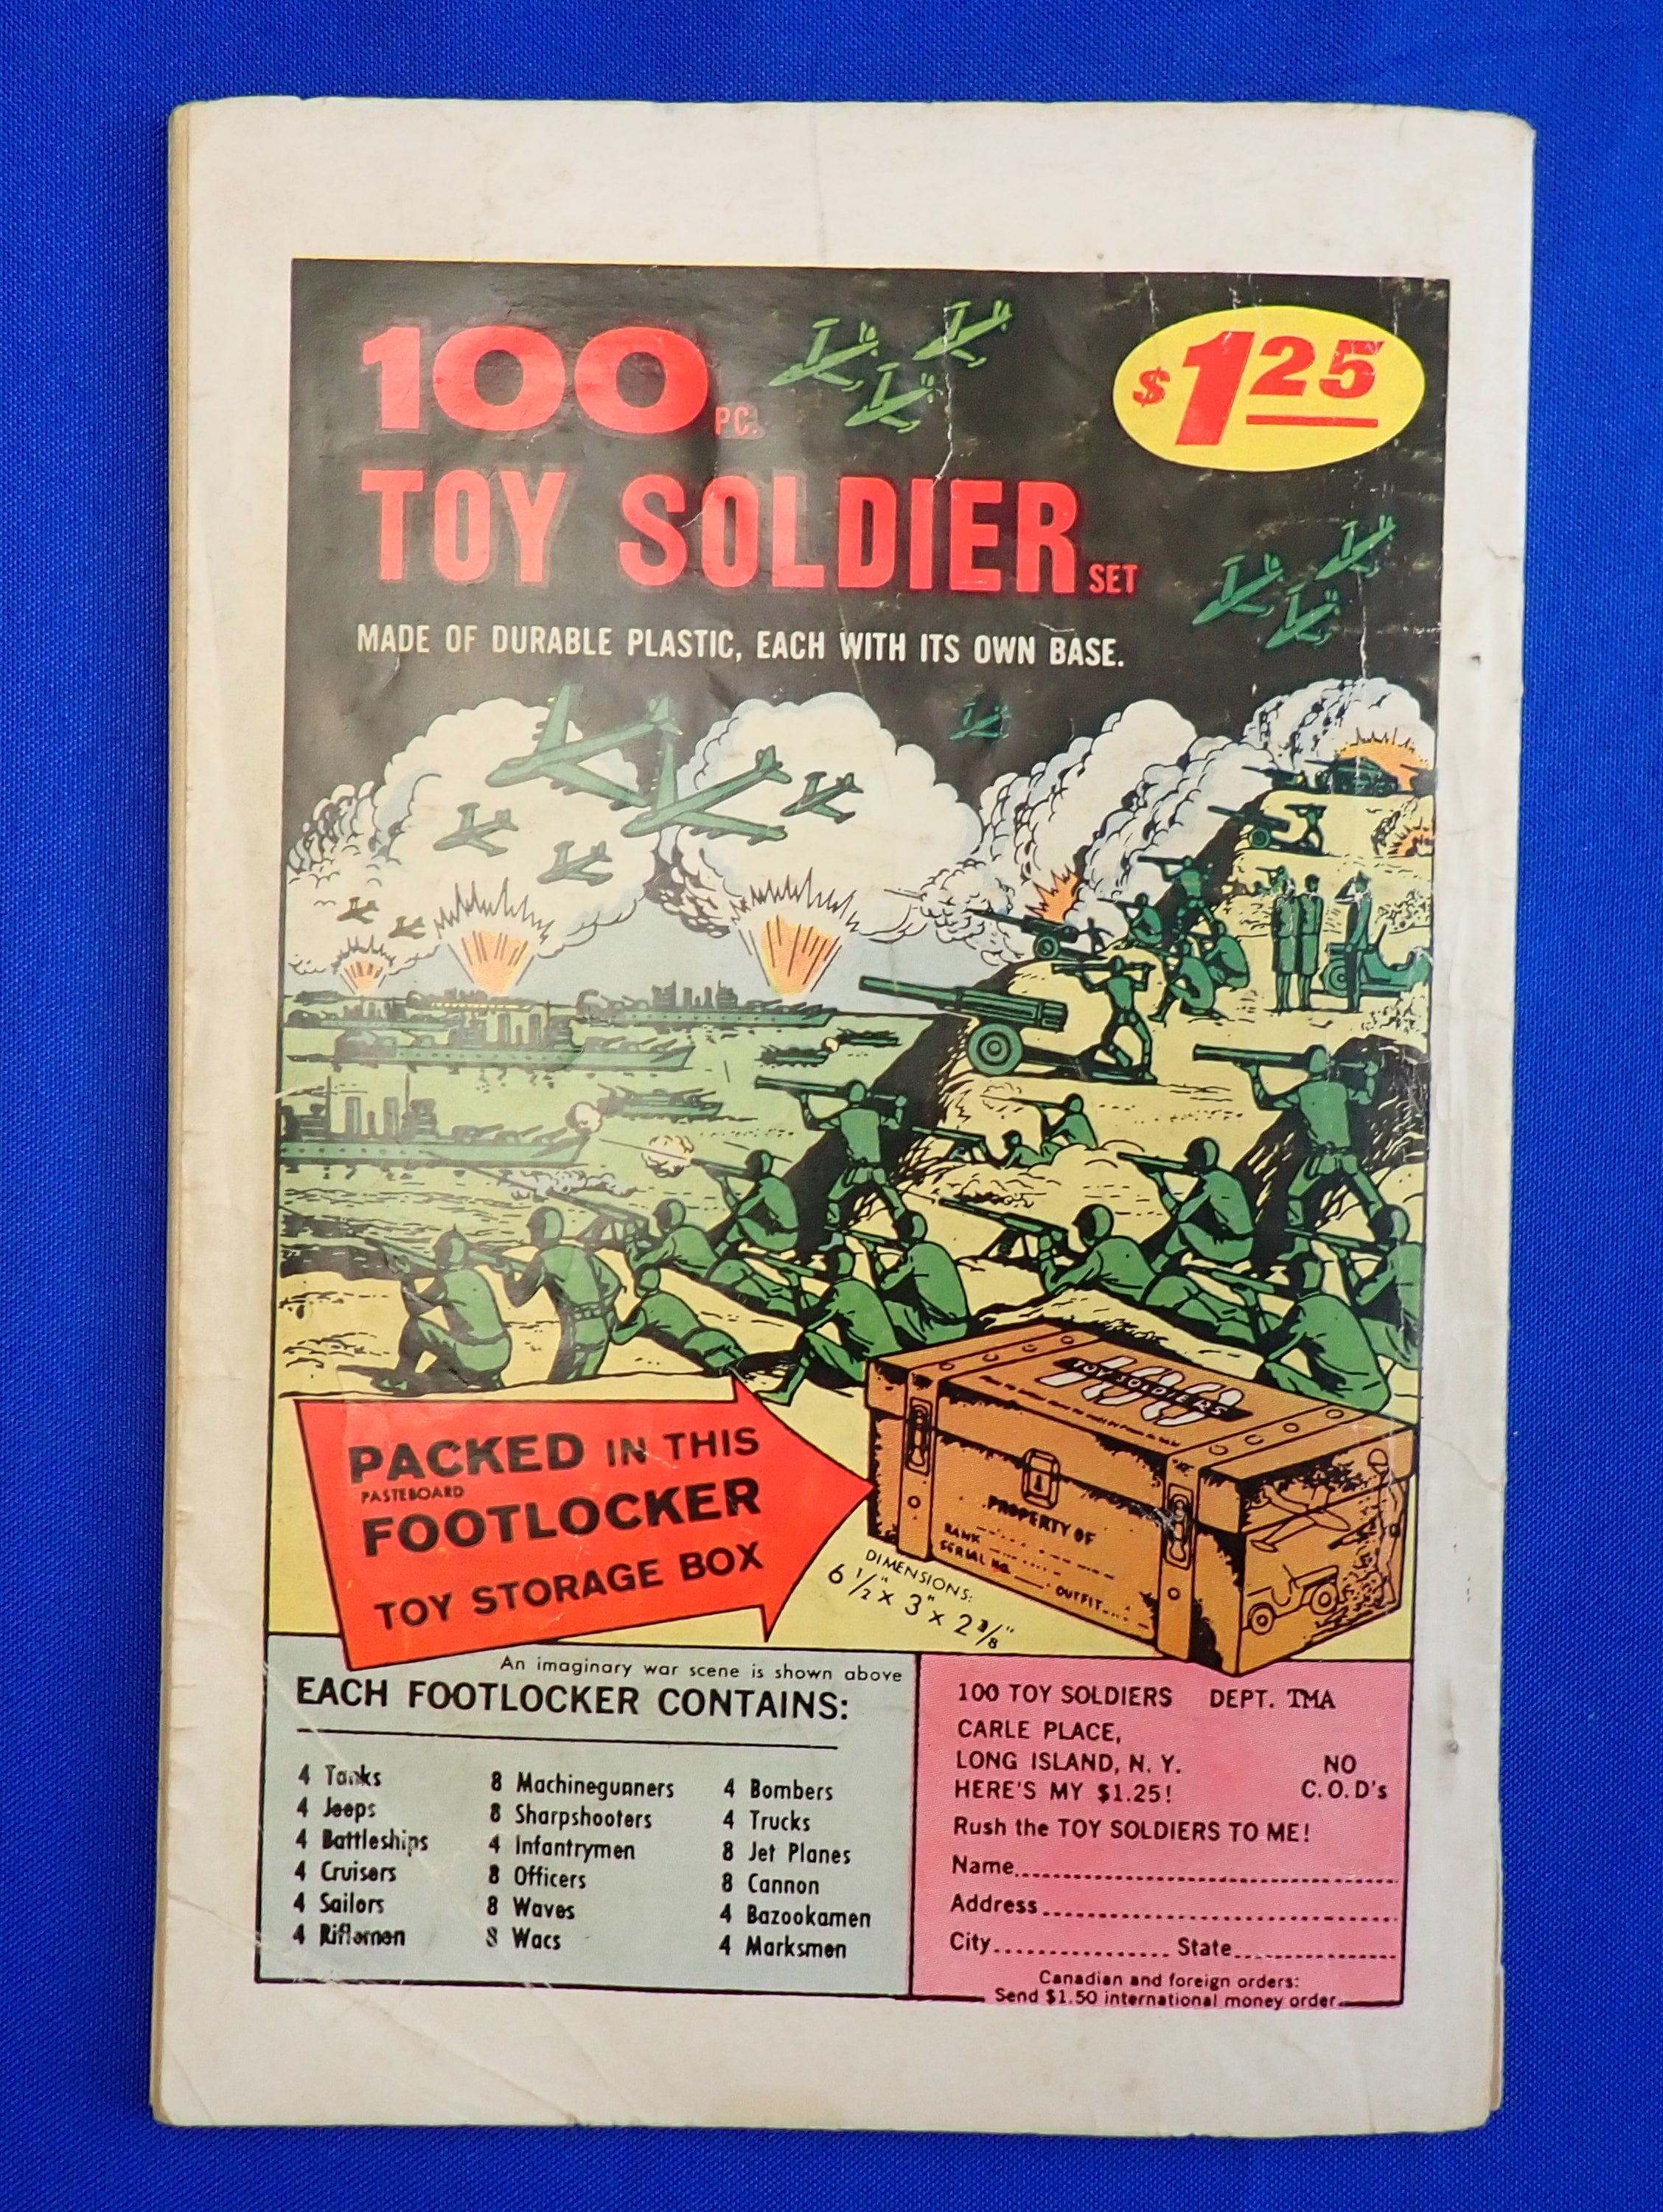 100 PC.
$1 25
TOY SOLDIER SET
MADE OF DURABLE PLASTIC, EACH WITH ITS OWN BASE.
100
TOY SOLDIERS
PROPERTY OF
RANK
SERIAL NO.
OUTFIT
PACKED IN THIS
PASTEBOARD
FOOTLOCKER
TOY STORAGE BOX
DIMENSIONS:
6 1/2" x 3" x 2 3/8"
An imaginary war scene is shown above
EACH FOOTLOCKER CONTAINS:
4 Tanks
4 Jeeps
4 Battleships
4 Cruisers
4 Sailors
4 Riflemen
8 Machinegunners
8 Sharpshooters
4 Infantrymen
8 Officers
8 Waves
8 Wacs
4 Bombers
4 Trucks
8 Jet Planes
8 Cannon
4 Bazookamen
4 Marksmen
100 TOY SOLDIERS DEPT. TMA
CARLE PLACE,
LONG ISLAND, N. Y.
HERE'S MY $1.25!
NO
C.O.D's
Rush the TOY SOLDIERS TO ME!
Name
Address
City State
Canadian and foreign orders:
Send $1.50 international money order